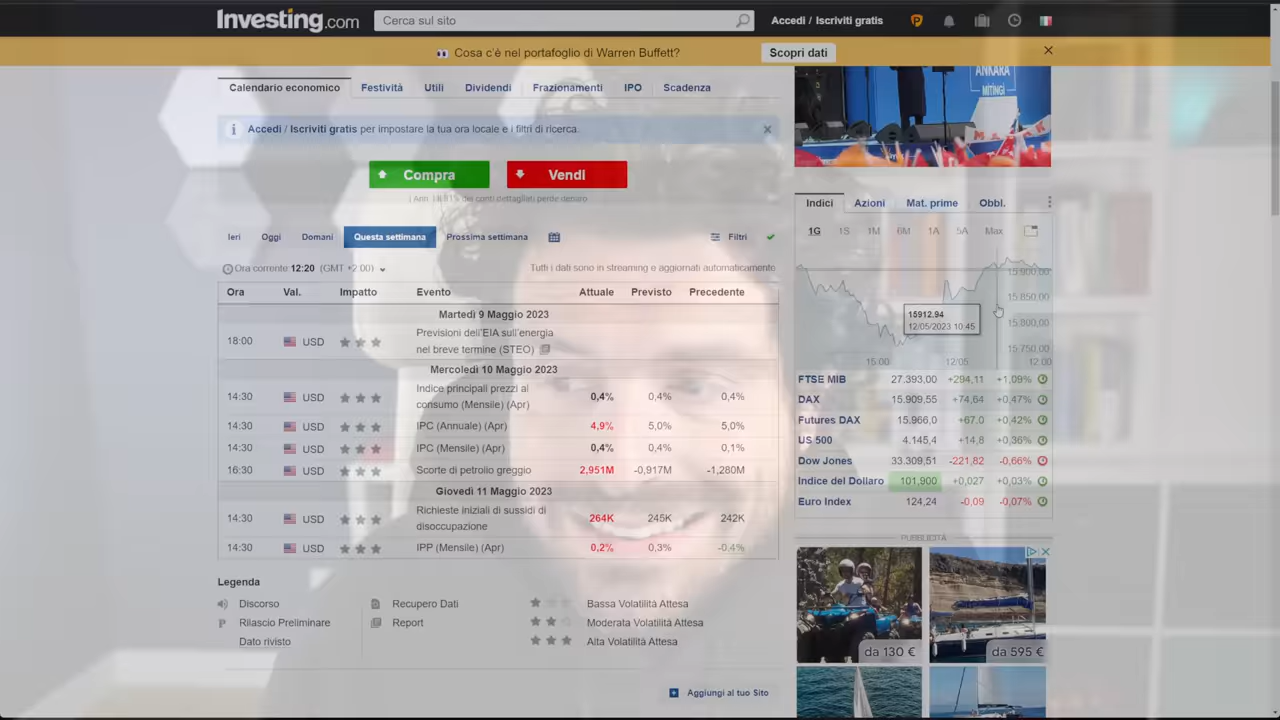 Investing.com
Cerca sul sito
Accedi / Iscriviti gratis
Cosa c'è nel portafoglio di Warren Buffett?
Scopri dati
Calendario economico
Festività
Utili
Dividendi
Frazionamenti
IPO
Scadenza
Accedi / Iscriviti gratis per impostare la tua ora locale e i filtri di ricerca.
Compra
Vendi
dei conti dettagliati perde denaro
Ieri
Oggi
Domani
Questa settimana
Prossima settimana
Filtri
Ora corrente 12:20 (GMT +2:00)
Tutti i dati sono in streaming e aggiornati automaticamente
Ora Val. Impatto Evento Attuale Previsto Precedente
Martedì 9 Maggio 2023
18:00 USD Previsioni dell'EIA sull'energia
nel breve termine (STEO)
Mercoledì 10 Maggio 2023
14:30 USD Indice principali prezzi al
consumo (Mensile) (Apr) 0,4% 0,4% 0,4%
14:30 USD IPC (Annuale) (Apr) 4,9% 5,0% 5,0%
14:30 USD IPC (Mensile) (Apr) 0,4% 0,4% 0,1%
16:30 USD Scorte di petrolio greggio 2,951M -0,917M -1,280M
Giovedì 11 Maggio 2023
14:30 USD Richieste iniziali di sussidi di
disoccupazione 264K 245K 242K
14:30 USD IPP (Mensile) (Apr) 0,2% 0,3% -0,4%
Legenda
Discorso
Recupero Dati
Bassa Volatilità Attesa
P Rilascio Preliminare
Report
Moderata Volatilità Attesa
Dato rivisto
Alta Volatilità Attesa
Aggiungi al tuo Sito
ANKARA
MİTİNGİ
Indici
Azioni
Mat. prime
Obbl.
1G 1S 1M 6M 1A 5A Max
15.900,00
15.850,00
15.800,00
15.750,00
15912.94
12/05/2023 10:45
15:00 12/05 12:00
FTSE MIB 27.393,00 +294,11 +1,09%
DAX 15.909,55 +74,64 +0,47%
Futures DAX 15.966,0 +67,0 +0,42%
US 500 4.145,4 +14,8 +0,36%
Dow Jones 33.309,51 -221,82 -0,66%
Indice del Dollaro 101,900 +0,027 +0,03%
Euro Index 124,24 -0,09 -0,07%
PUBBLICITÀ
da 130 €
da 595 €